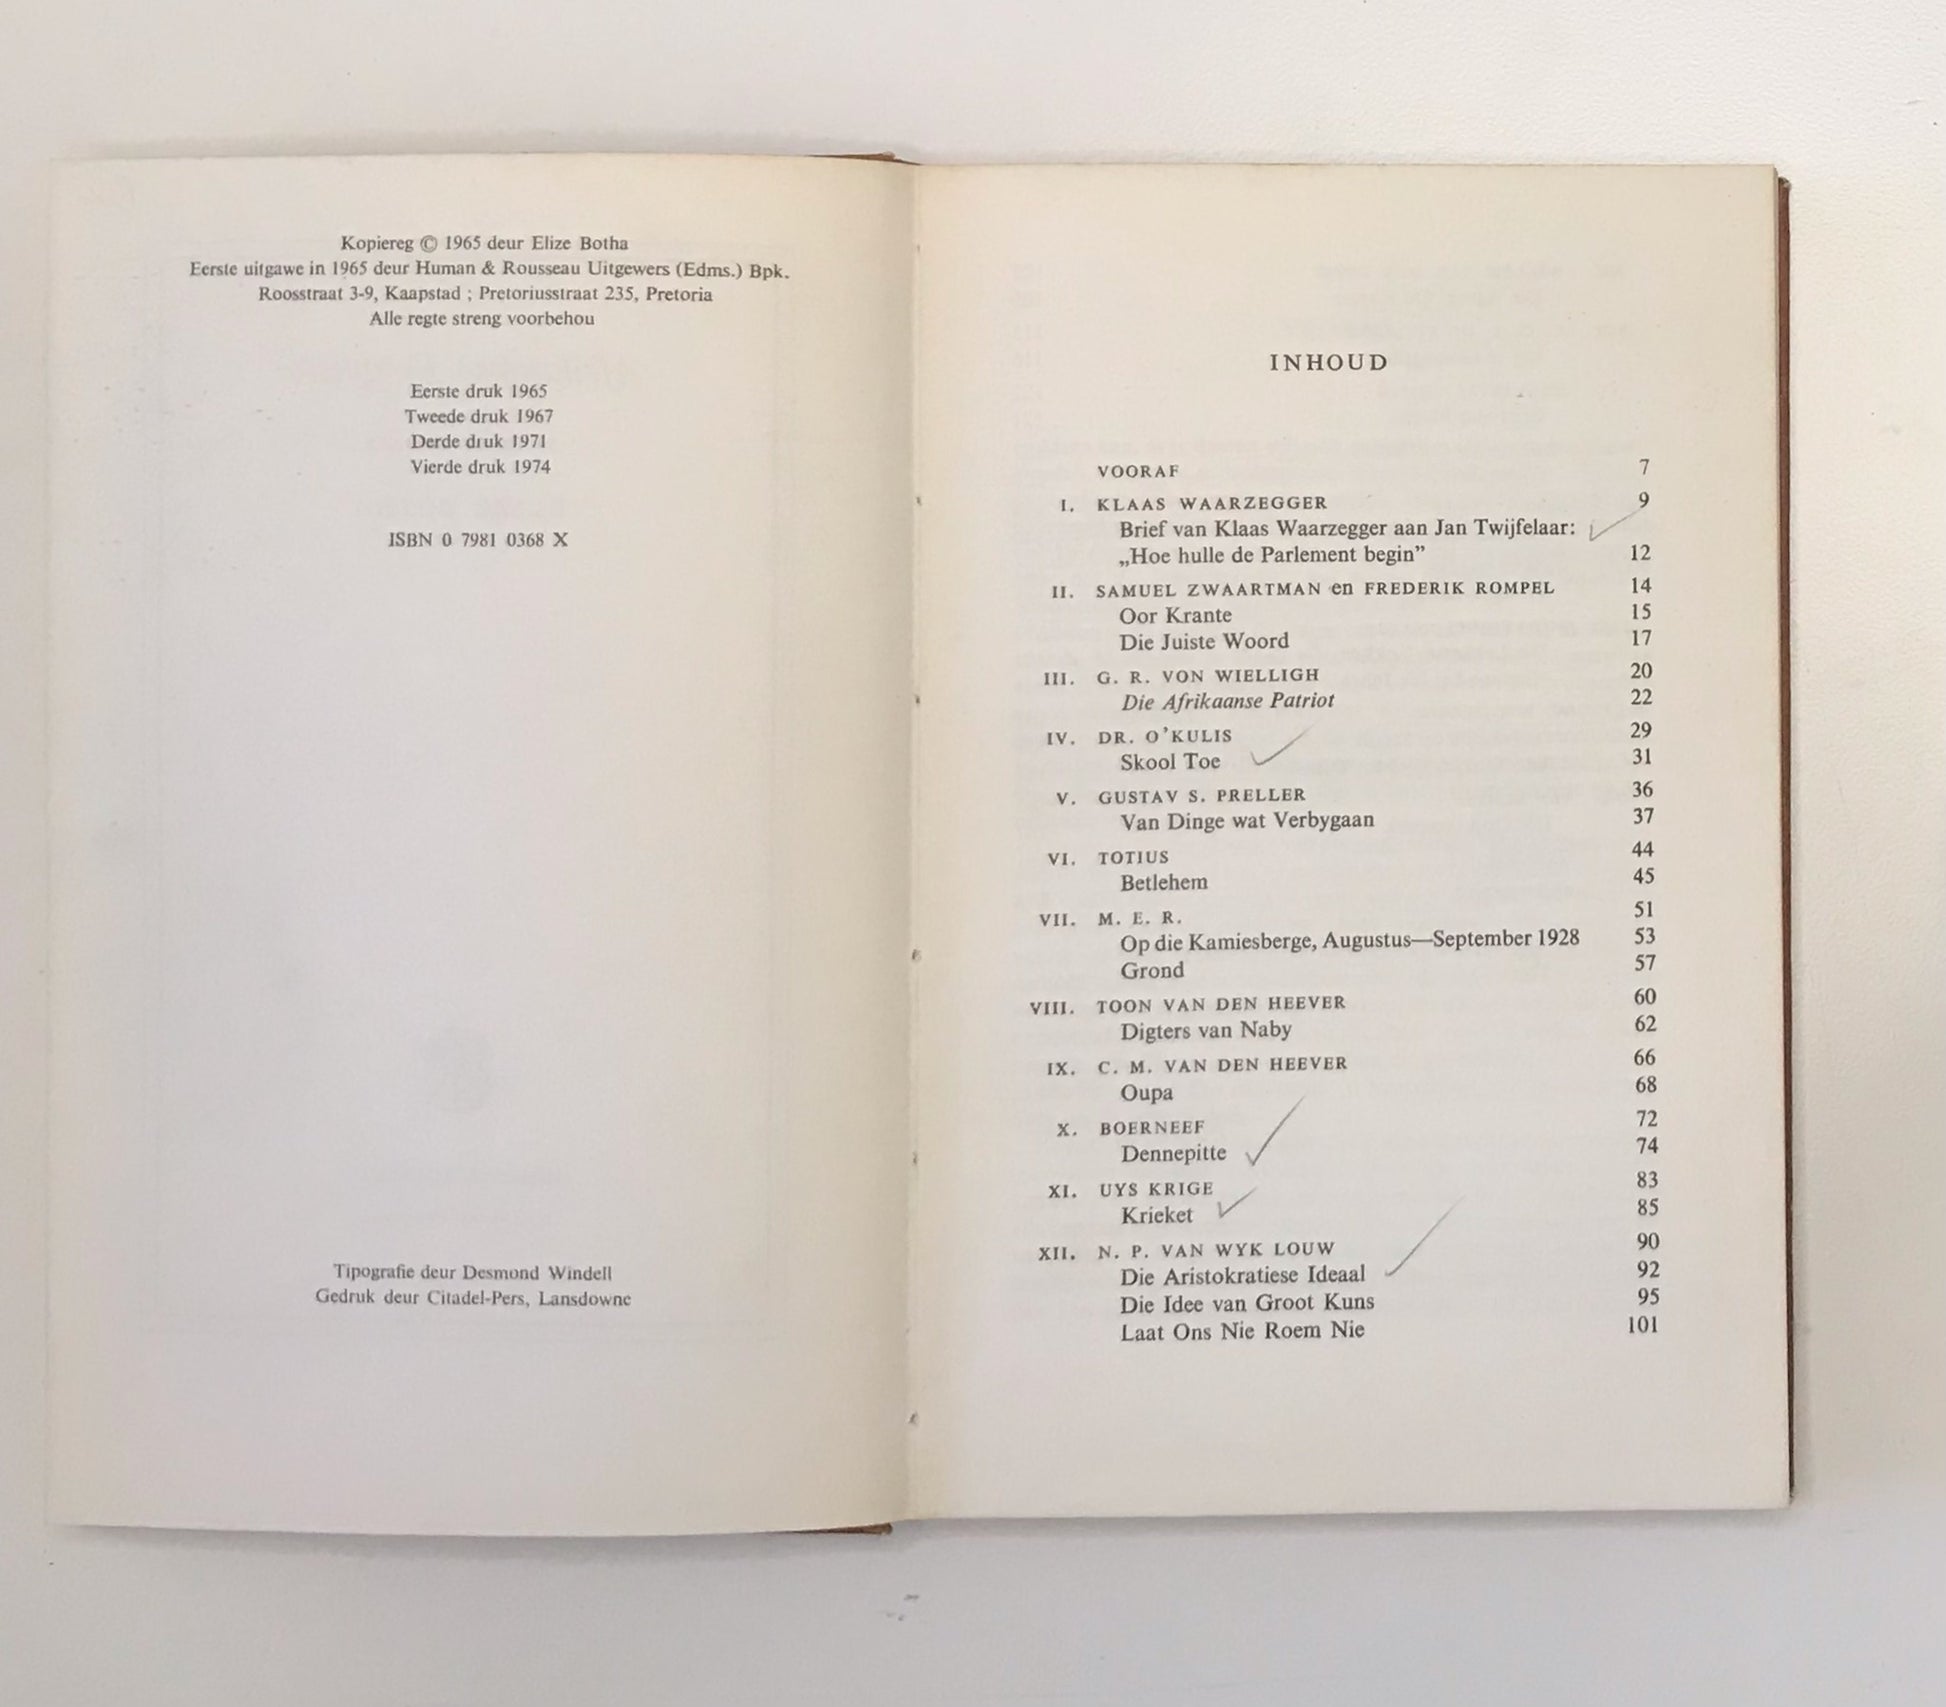 Kopiereg © 1965 deur Elize Botha
Eerste uitgawe in 1965 deur Human & Rousseau Uitgewers (Edms.) Bpk.
Roosstraat 3-9, Kaapstad ; Pretoriusstraat 235, Pretoria
Alle regte streng voorbehou
Eerste druk 1965
Tweede druk 1967
Derde druk 1971
Vierde druk 1974
ISBN 0 7981 0368 X
Tipografie deur Desmond Windell
Gedruk deur Citadel-Pers, Lansdowne
INHOUD
VOORAF 7
I. KLAAS WAARZEGGER 9
Brief van Klaas Waarzegger aan Jan Twijfelaar:
„Hoe hulle de Parlement begin” 12
II. SAMUEL ZWAARTMAN en FREDERIK ROMPEL 14
Oor Krante 15
Die Juiste Woord 17
III. G. R. VON WIELLIGH 20
Die Afrikaanse Patriot 22
IV. DR. O’KULIS 29
Skool Toe 31
V. GUSTAV S. PRELLER 36
Van Dinge wat Verbygaan 37
VI. TOTIUS 44
Betlehem 45
VII. M. E. R. 51
Op die Kamiesberge, Augustus—September 1928 53
Grond 57
VIII. TOON VAN DEN HEEVER 60
Digters van Naby 62
IX. C. M. VAN DEN HEEVER 66
Oupa 68
X. BOERNEEF 72
Dennepitte 74
XI. UYS KRIGE 83
Krieket 85
XII. N. P. VAN WYK LOUW 90
Die Aristokratiese Ideaal 92
Die Idee van Groot Kuns 95
Laat Ons Nie Roem Nie 101